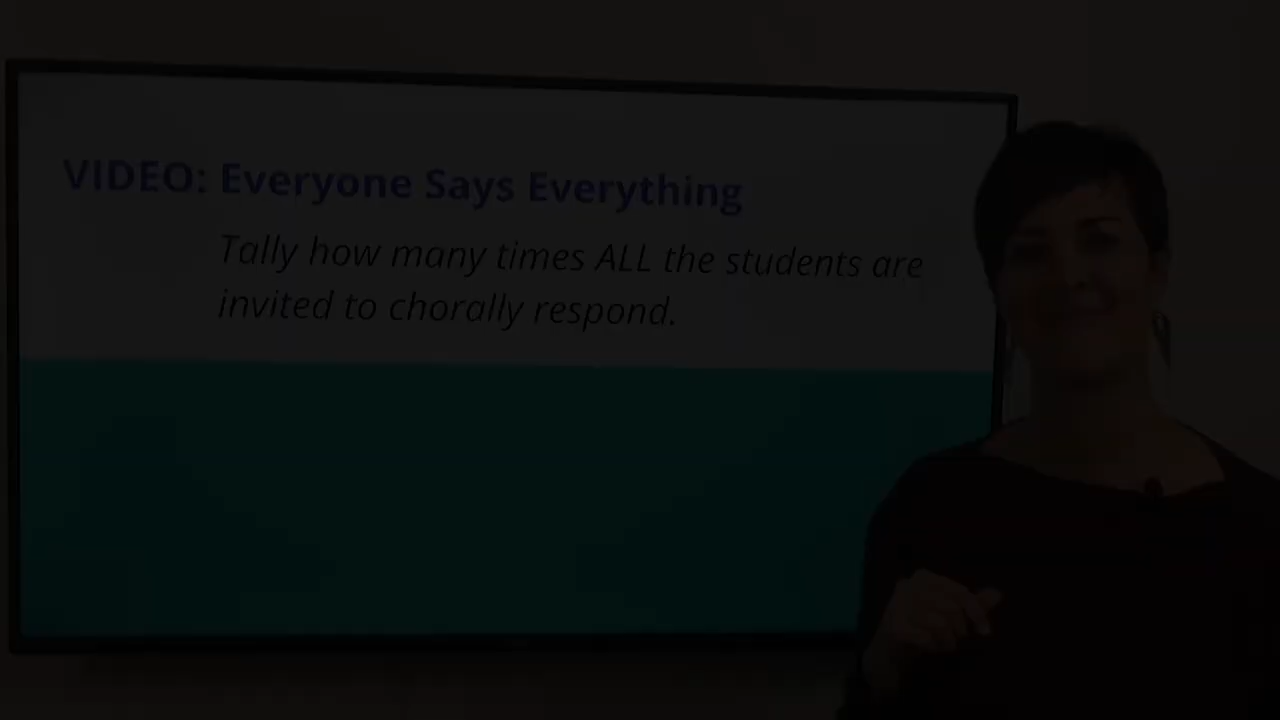 VIDEO: Everyone Says Everything
Tally how many times ALL the students are
invited to chorally respond.